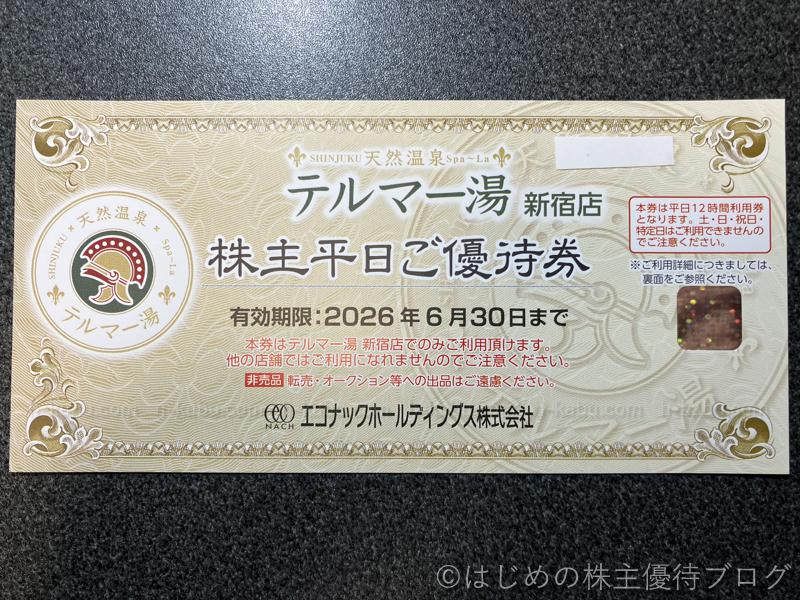 SHINJUKU 天然温泉 Spa~La
テルマー湯 新宿店
株主平日ご優待券
有効期限:2026年6月30日まで
本券はテルマー湯 新宿店でのみご利用頂けます。
他の店舗ではご利用になれませんのでご注意ください。
非売品 転売・オークション等への出品はご遠慮ください。
NACH エコナックホールディングス株式会社
本券は平日12時間利用券
となります。土・日・祝日・
特定日はご利用できませんの
でご注意ください。
※ご利用詳細につきましては、
裏面をご参照ください。
SHINJUKU 天然温泉 Spa~La
テルマー湯
©はじめの株主優待ブログ